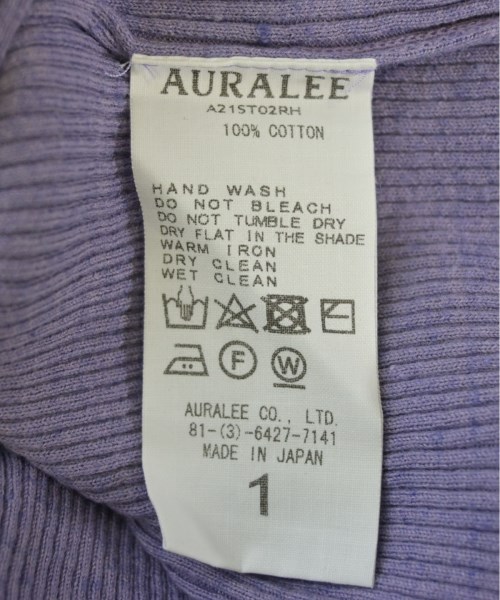 AURALEE
A21ST02RH
100% COTTON
HAND WASH
DO NOT BLEACH
DO NOT TUMBLE DRY
DRY FLAT IN THE SHADE
WARM IRON
DRY CLEAN
WET CLEAN
F W
AURALEE CO., LTD.
81-(3)-6427-7141
MADE IN JAPAN
1